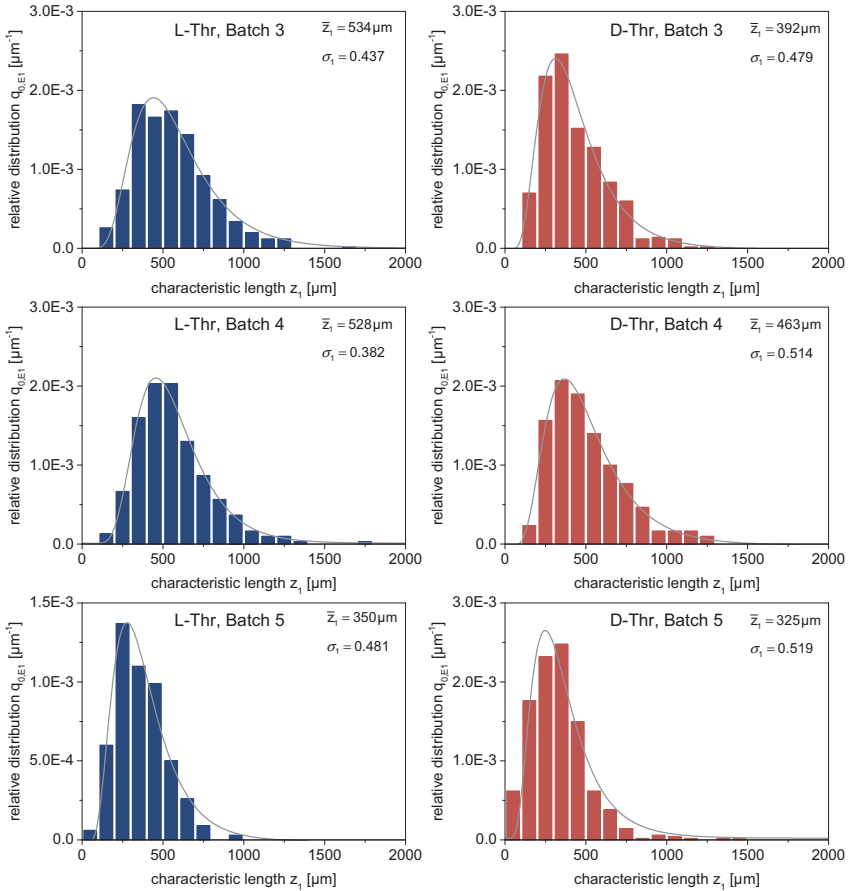 L-Thr, Batch 3
z̄₁ = 534µm
σ₁ = 0.437
relative distribution q₀,E1 [µm⁻¹]
3.0E-3
2.0E-3
1.0E-3
0.0
0 500 1000 1500 2000
characteristic length z₁ [µm]
D-Thr, Batch 3
z̄₁ = 392µm
σ₁ = 0.479
relative distribution q₀,E1 [µm⁻¹]
3.0E-3
2.0E-3
1.0E-3
0.0
0 500 1000 1500 2000
characteristic length z₁ [µm]
L-Thr, Batch 4
z̄₁ = 528µm
σ₁ = 0.382
relative distribution q₀,E1 [µm⁻¹]
3.0E-3
2.0E-3
1.0E-3
0.0
0 500 1000 1500 2000
characteristic length z₁ [µm]
D-Thr, Batch 4
z̄₁ = 463µm
σ₁ = 0.514
relative distribution q₀,E1 [µm⁻¹]
3.0E-3
2.0E-3
1.0E-3
0.0
0 500 1000 1500 2000
characteristic length z₁ [µm]
L-Thr, Batch 5
z̄₁ = 350µm
σ₁ = 0.481
relative distribution q₀,E1 [µm⁻¹]
1.5E-3
1.0E-3
5.0E-4
0.0
0 500 1000 1500 2000
characteristic length z₁ [µm]
D-Thr, Batch 5
z̄₁ = 325µm
σ₁ = 0.519
relative distribution q₀,E1 [µm⁻¹]
3.0E-3
2.0E-3
1.0E-3
0.0
0 500 1000 1500 2000
characteristic length z₁ [µm]